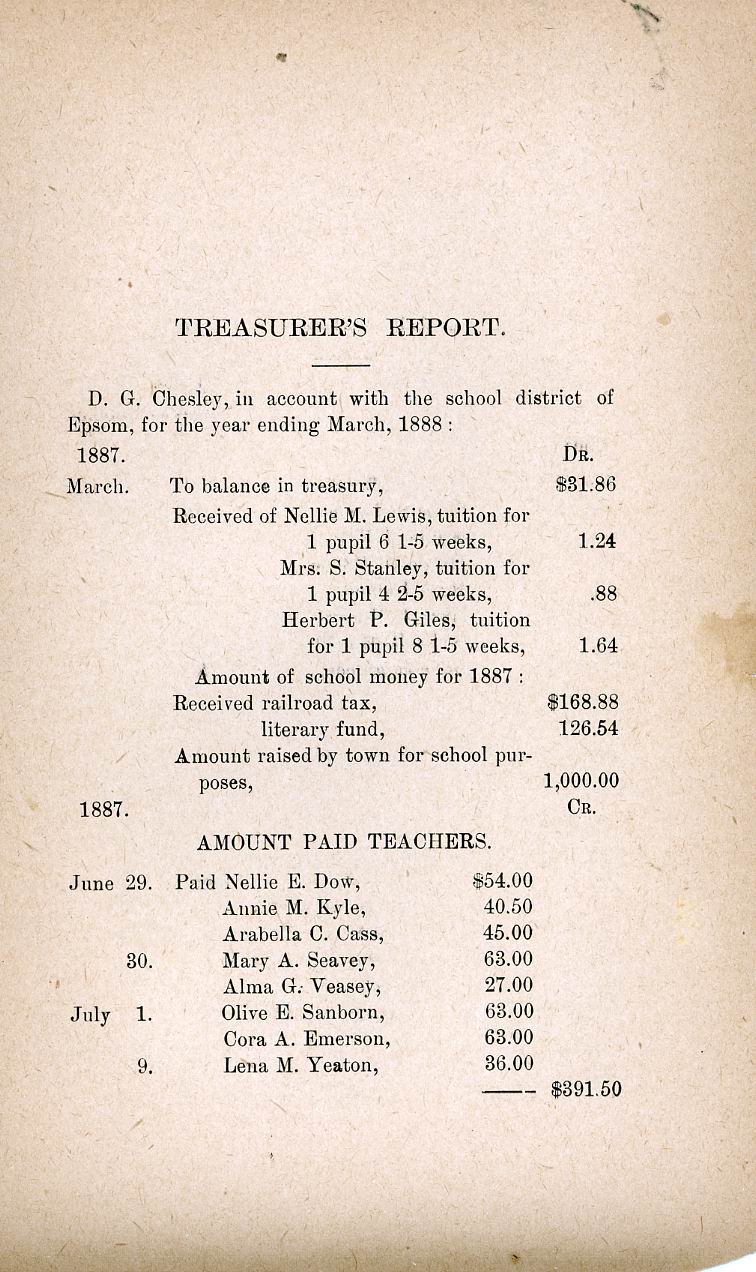 TREASURER'S REPORT.
D. G. Chesley, in account with the school district of
Epsom, for the year ending March, 1888 :
1887. DR.
March. To balance in treasury, $31.86
Received of Nellie M. Lewis, tuition for
1 pupil 6 1-5 weeks, 1.24
Mrs. S. Stanley, tuition for
1 pupil 4 2-5 weeks, .88
Herbert P. Giles, tuition
for 1 pupil 8 1-5 weeks, 1.64
Amount of school money for 1887 :
Received railroad tax, $168.88
literary fund, 126.54
Amount raised by town for school pur-
poses, 1,000.00
1887. CR.
AMOUNT PAID TEACHERS.
June 29. Paid Nellie E. Dow, $54.00
Annie M. Kyle, 40.50
Arabella C. Cass, 45.00
30. Mary A. Seavey, 63.00
Alma G. Veasey, 27.00
July 1. Olive E. Sanborn, 63.00
Cora A. Emerson, 63.00
9. Lena M. Yeaton, 36.00
$391.50